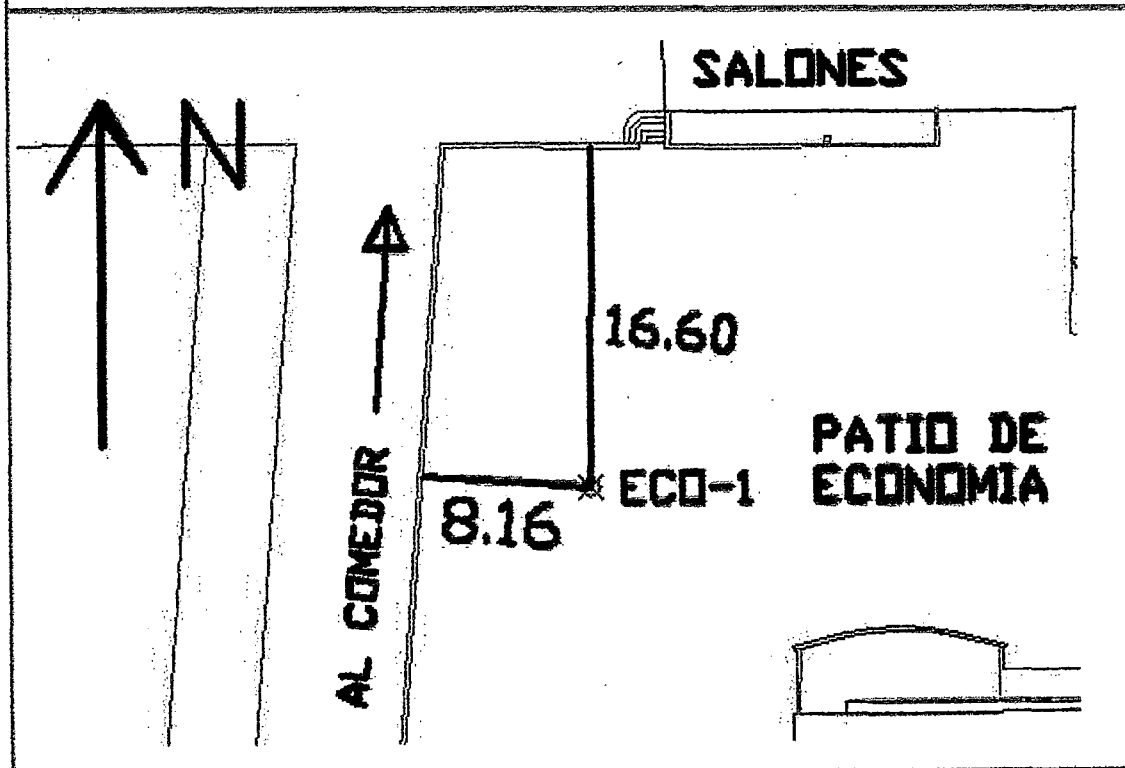 SALONES
N
16.60
PATIO DE
ECONOMIA
ECO-1
8.16
AL COMEDOR